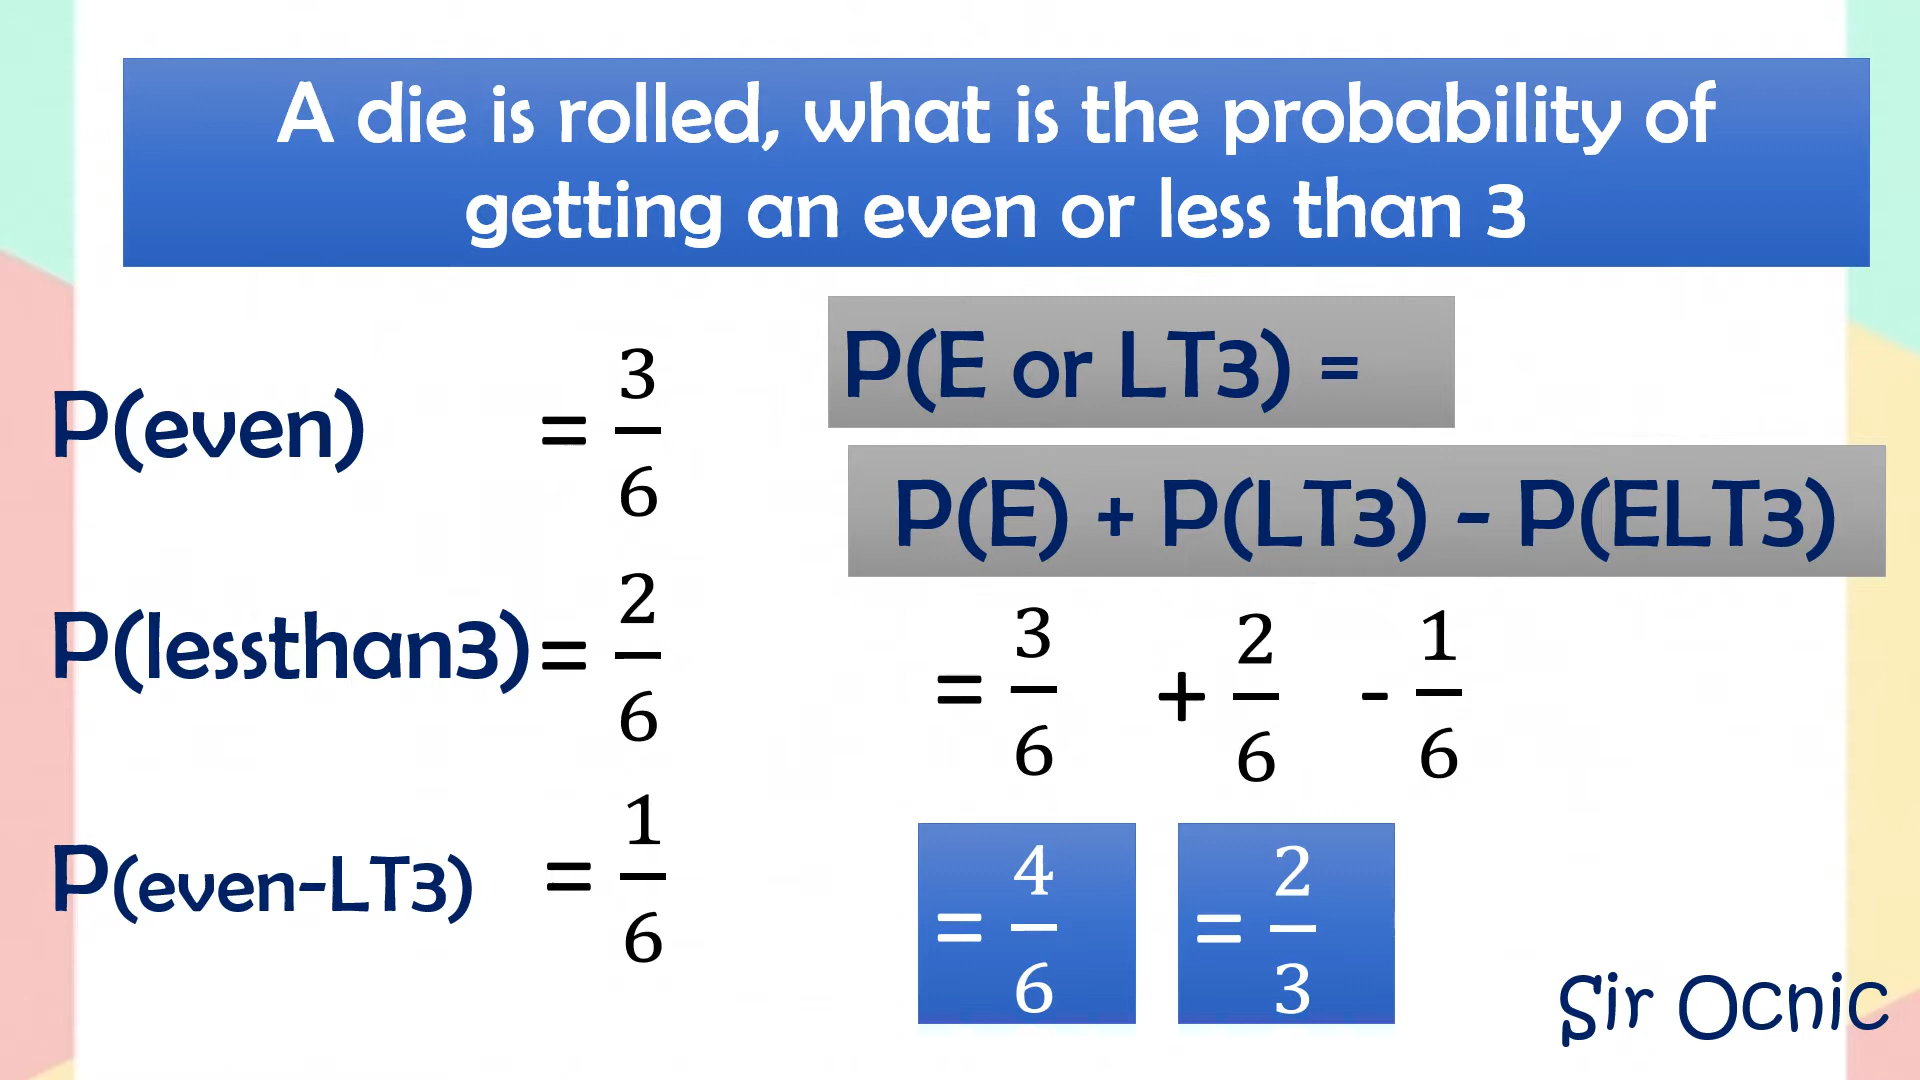 A die is rolled, what is the probability of
getting an even or less than 3
P(even) = 3/6
P(lessthan3) = 2/6
P(even-LT3) = 1/6
P(E or LT3) =
P(E) + P(LT3) - P(ELT3)
= 3/6 + 2/6 - 1/6
= 4/6 = 2/3
Sir Ocnic